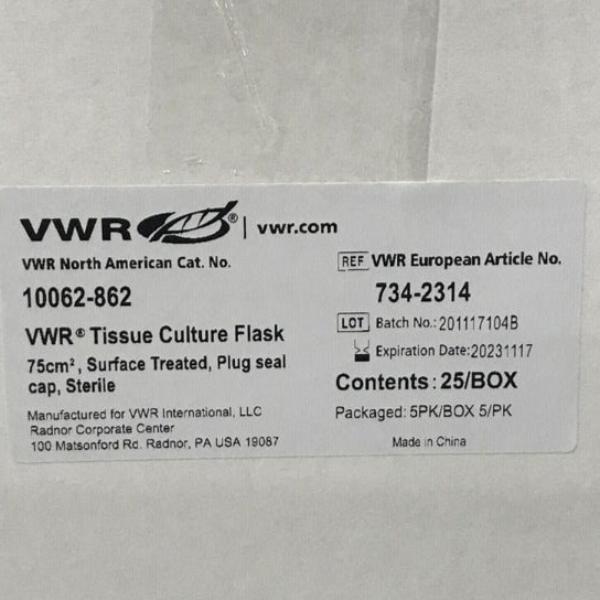 VWR® | vwr.com
VWR North American Cat. No.
10062-862
VWR® Tissue Culture Flask
75cm², Surface Treated, Plug seal
cap, Sterile
Manufactured for VWR International, LLC
Radnor Corporate Center
100 Matsonford Rd. Radnor, PA USA 19087
REF VWR European Article No.
734-2314
LOT Batch No.: 201117104B
Expiration Date: 20231117
Contents : 25/BOX
Packaged: 5PK/BOX 5/PK
Made in China